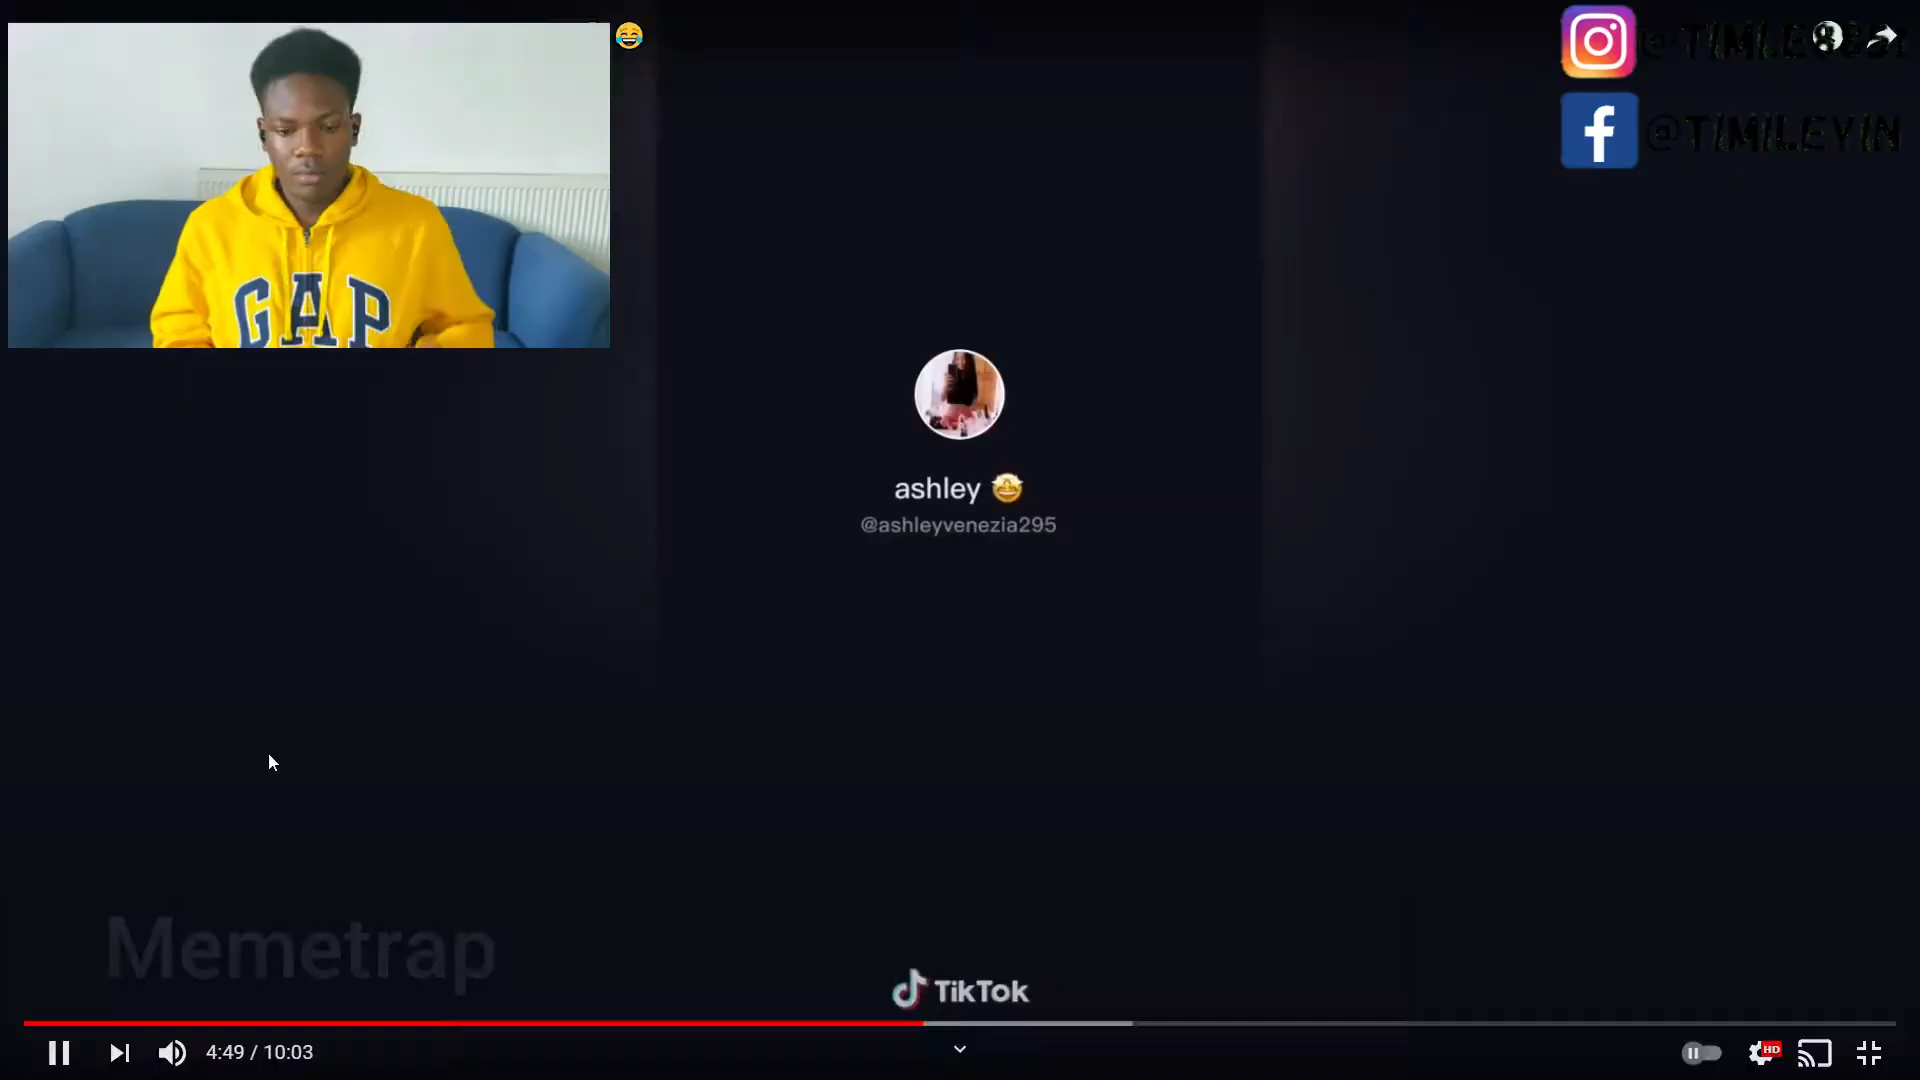 @TIMILEYIN
GAP
ashley
@ashleyvenezia295
Memetrap
TikTok
4:49 / 10:03
HD